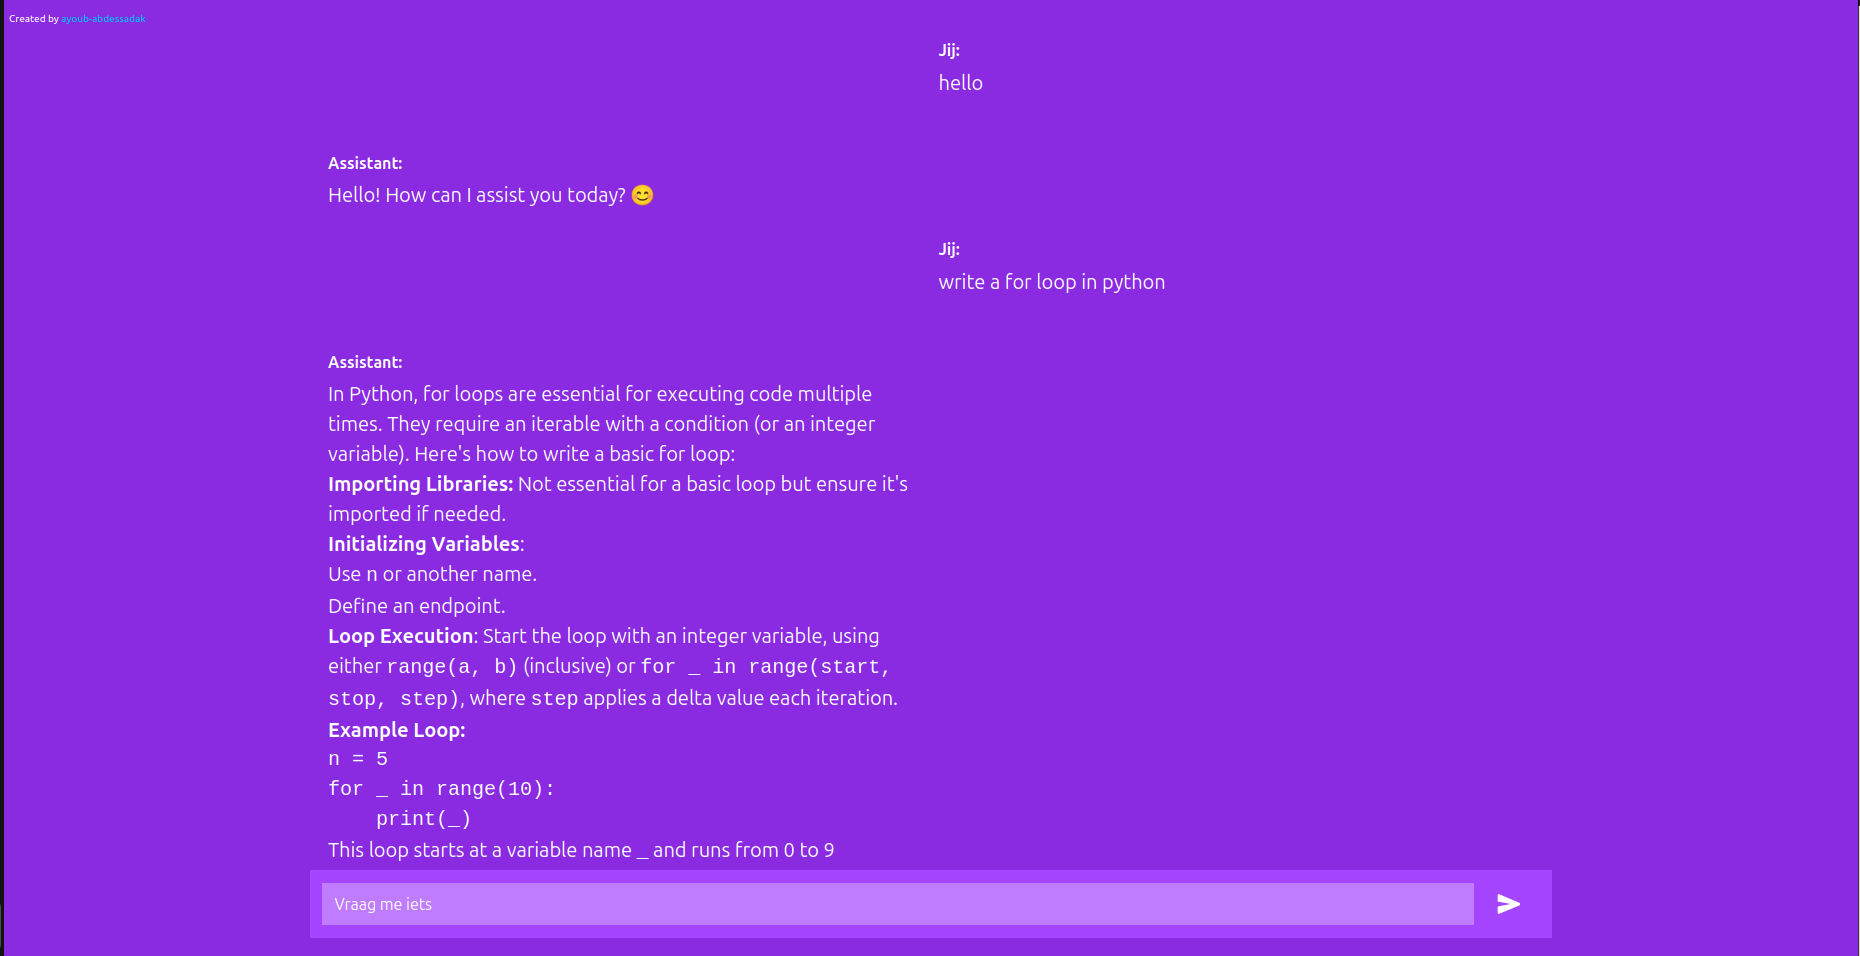 Created by ayoub-abdessadak
Jij:
hello
Assistant:
Hello! How can I assist you today? 😊
Jij:
write a for loop in python
Assistant:
In Python, for loops are essential for executing code multiple
times. They require an iterable with a condition (or an integer
variable). Here's how to write a basic for loop:
Importing Libraries: Not essential for a basic loop but ensure it's
imported if needed.
Initializing Variables:
Use n or another name.
Define an endpoint.
Loop Execution: Start the loop with an integer variable, using
either range(a, b) (inclusive) or for _ in range(start,
stop, step), where step applies a delta value each iteration.
Example Loop:
n = 5
for _ in range(10):
    print(_)
This loop starts at a variable name _ and runs from 0 to 9
Vraag me iets